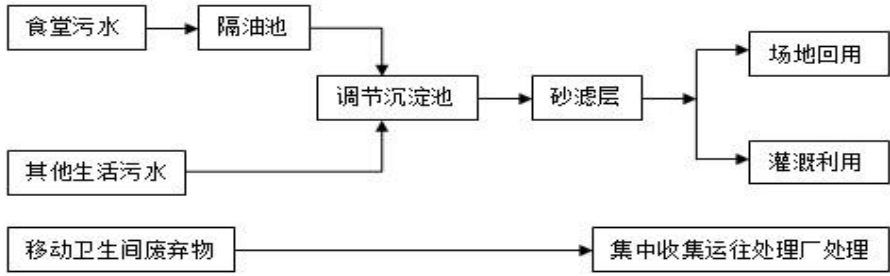 食堂污水
隔油池
场地回用
调节沉淀池
砂滤层
其他生活污水
灌溉利用
移动卫生间废弃物
集中收集运往处理厂处理